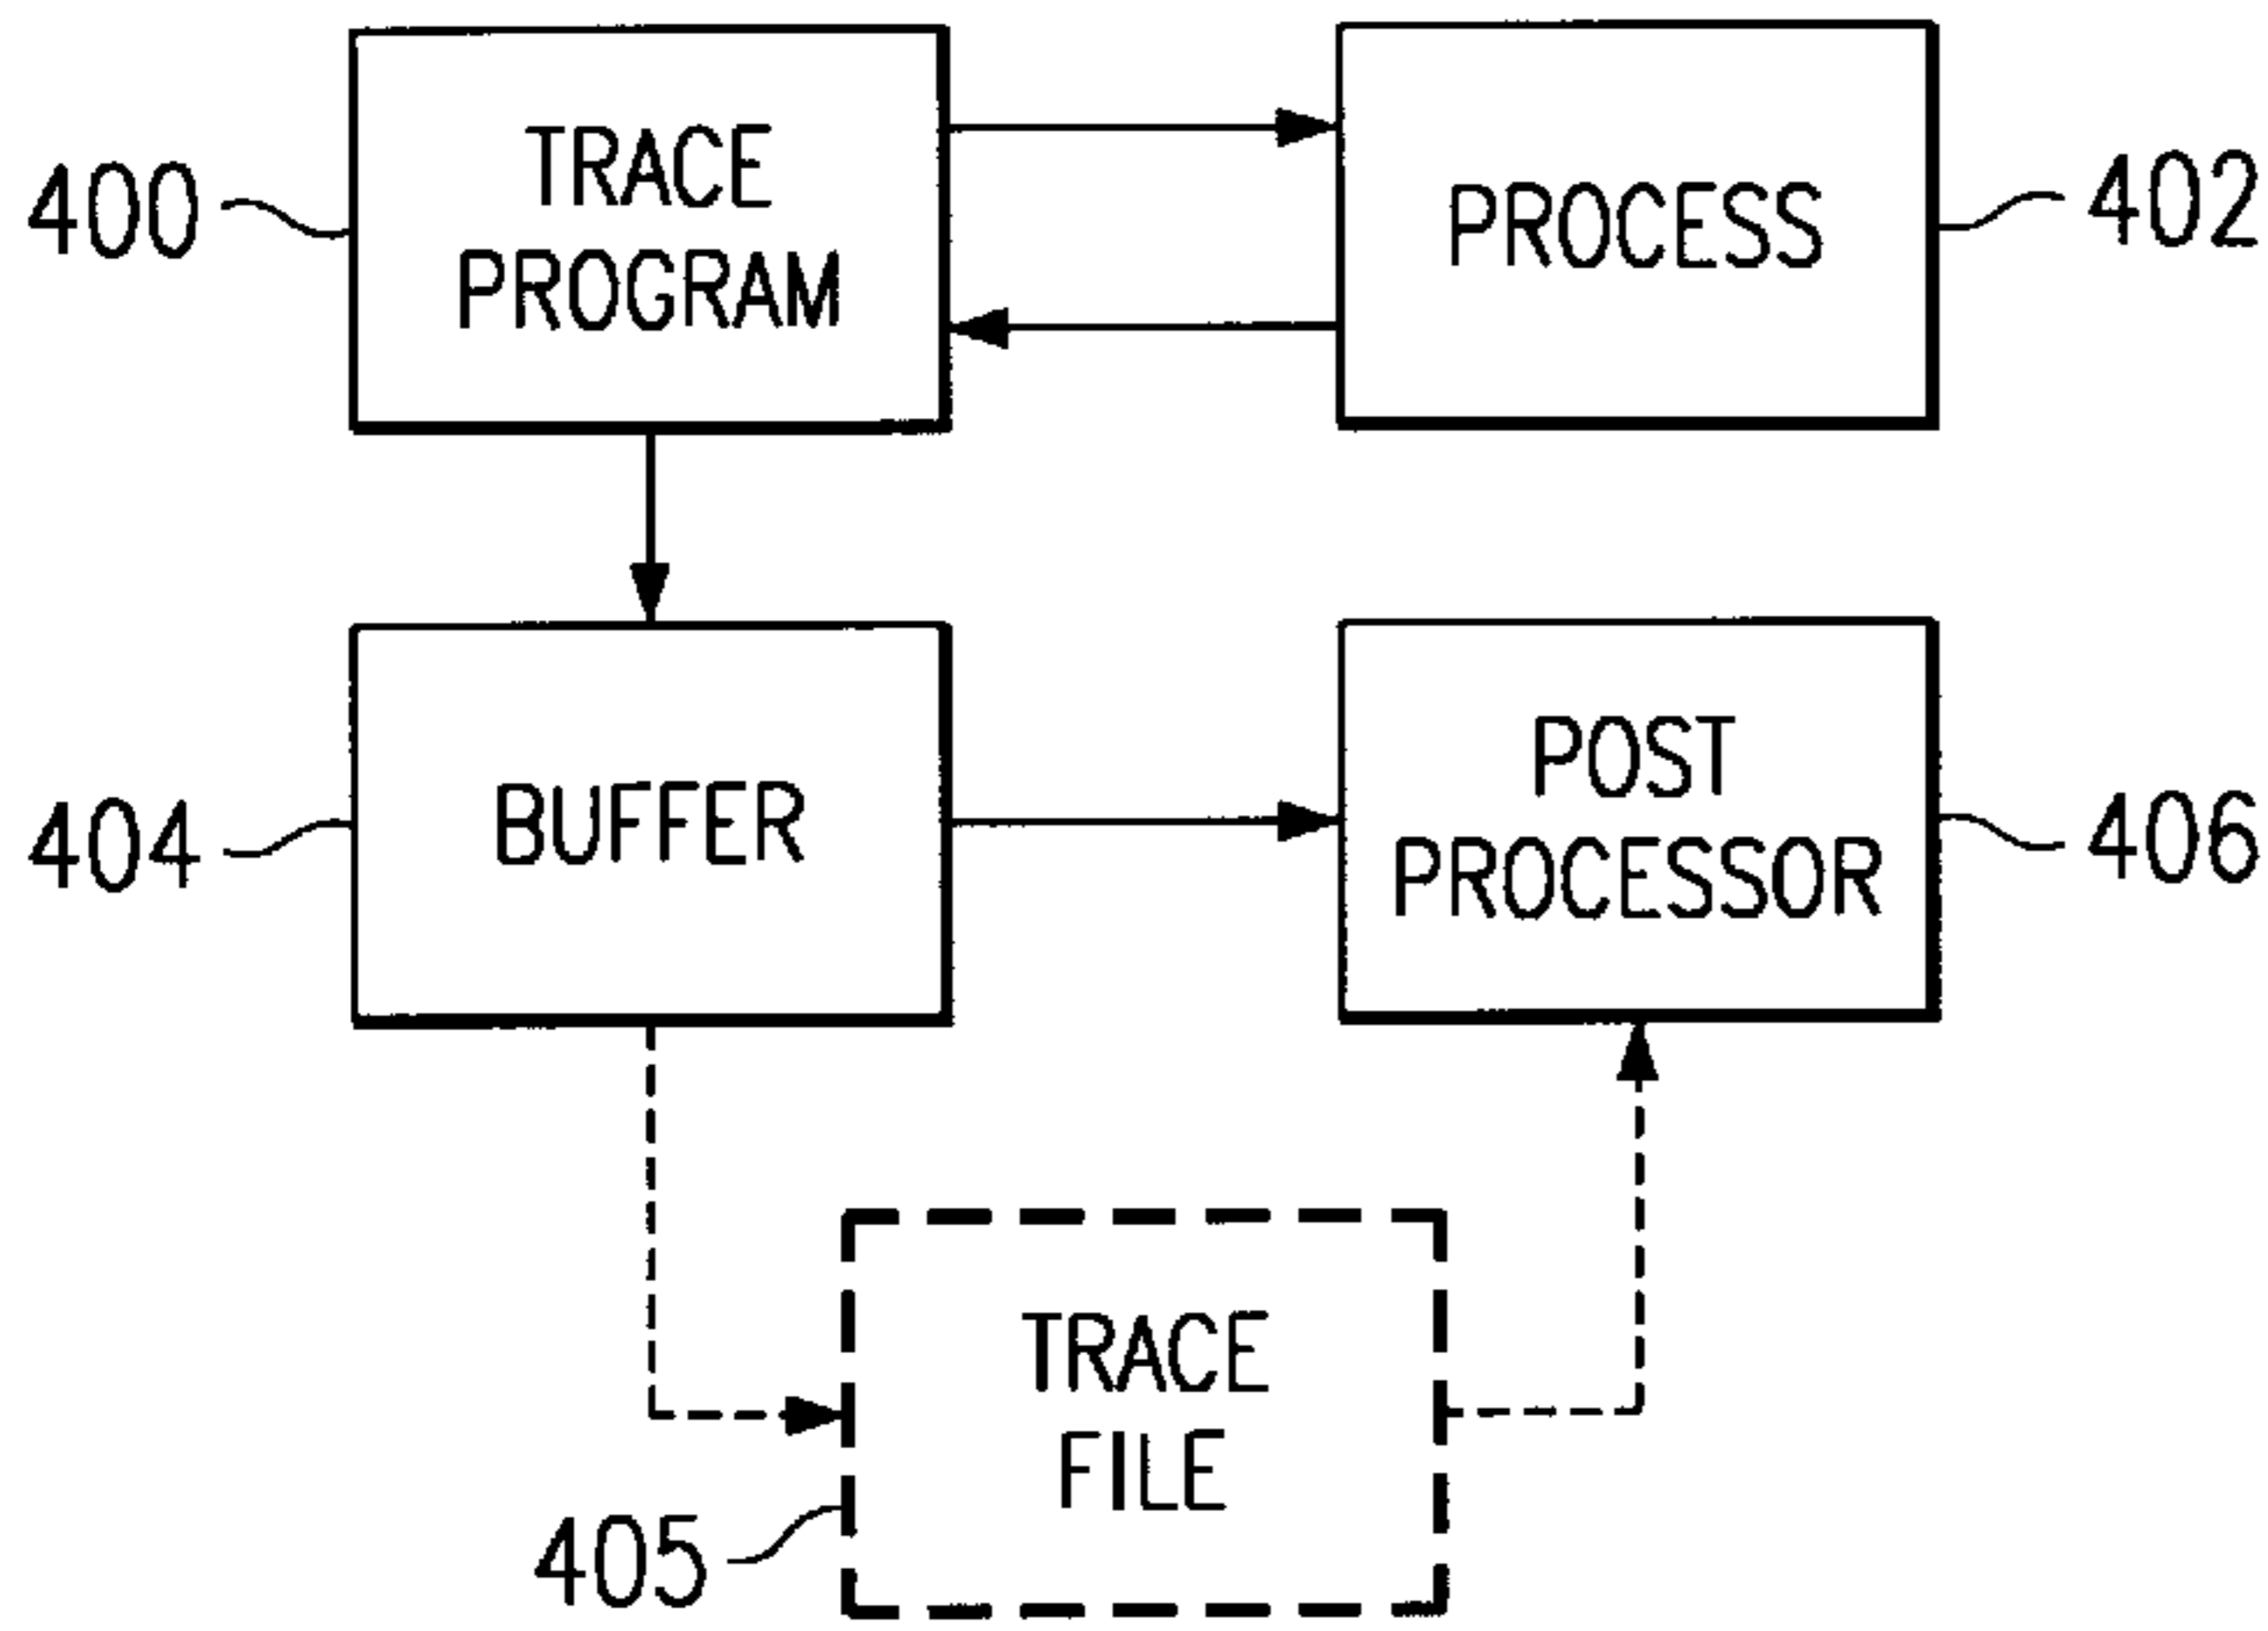 400
TRACE
PROGRAM
PROCESS
402
404
BUFFER
POST
PROCESSOR
406
TRACE
FILE
405